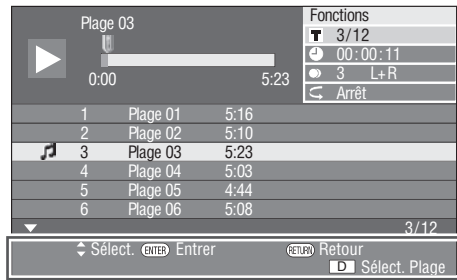 Plage 03
0:00 5:23
Fonctions
T 3/12
00:00:11
3 L+R
Arrêt
1 Plage 01 5:16
2 Plage 02 5:10
3 Plage 03 5:23
4 Plage 04 5:03
5 Plage 05 4:44
6 Plage 06 5:08
3/12
Sélect. ENTER Entrer RETURN Retour
D Sélect. Plage